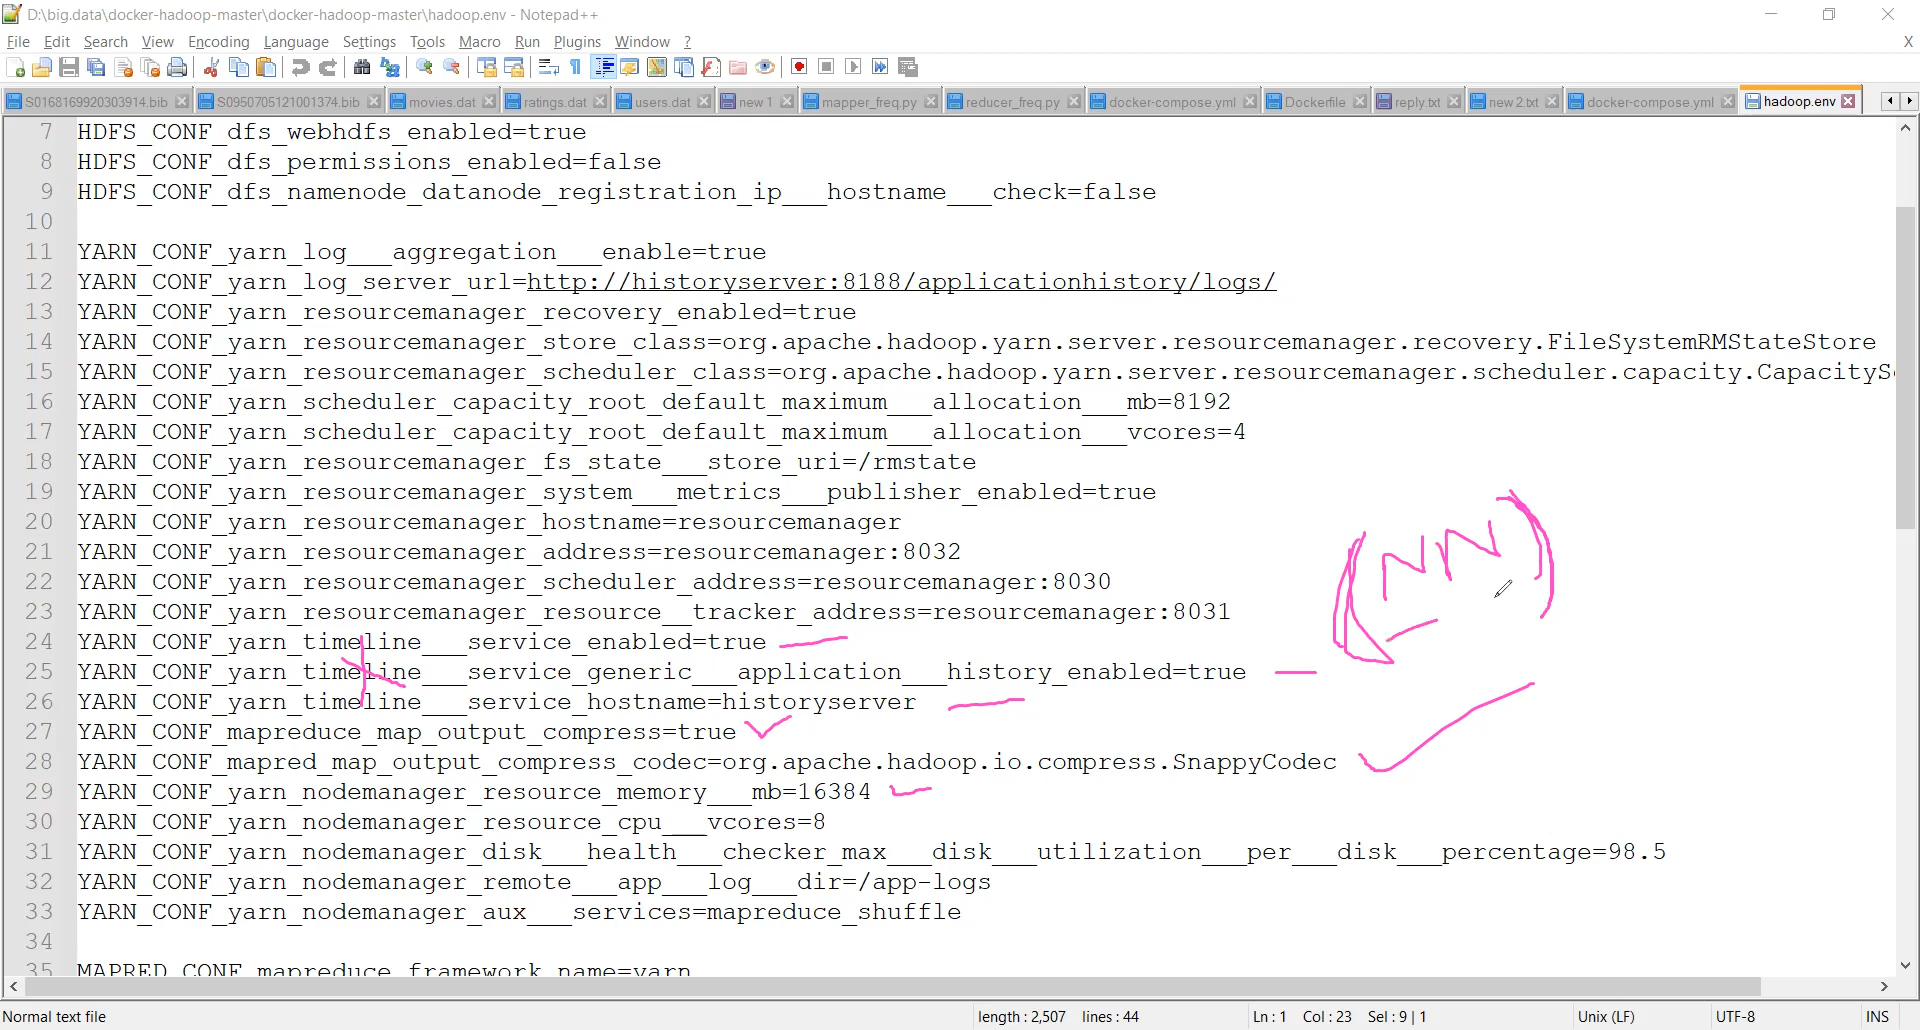 D:\big.data\docker-hadoop-master\docker-hadoop-master\hadoop.env - Notepad++
File Edit Search View Encoding Language Settings Tools Macro Run Plugins Window ? X
S0168169920303914.bib S0950705121001374.bib movies.dat ratings.dat users.dat new 1 mapper_freq.py reducer_freq.py docker-compose.yml Dockerfile reply.txt new 2.txt docker-compose.yml hadoop.env
7 HDFS_CONF_dfs_webhdfs_enabled=true
8 HDFS_CONF_dfs_permissions_enabled=false
9 HDFS_CONF_dfs_namenode_datanode_registration_ip___hostname___check=false
10
11 YARN_CONF_yarn_log___aggregation___enable=true
12 YARN_CONF_yarn_log_server_url=http://historyserver:8188/applicationhistory/logs/
13 YARN_CONF_yarn_resourcemanager_recovery_enabled=true
14 YARN_CONF_yarn_resourcemanager_store_class=org.apache.hadoop.yarn.server.resourcemanager.recovery.FileSystemRMStateStore
15 YARN_CONF_yarn_resourcemanager_scheduler_class=org.apache.hadoop.yarn.server.resourcemanager.scheduler.capacity.CapacityS
16 YARN_CONF_yarn_scheduler_capacity_root_default_maximum___allocation___mb=8192
17 YARN_CONF_yarn_scheduler_capacity_root_default_maximum___allocation___vcores=4
18 YARN_CONF_yarn_resourcemanager_fs_state___store_uri=/rmstate
19 YARN_CONF_yarn_resourcemanager_system___metrics___publisher_enabled=true
20 YARN_CONF_yarn_resourcemanager_hostname=resourcemanager
21 YARN_CONF_yarn_resourcemanager_address=resourcemanager:8032
(NN)
22 YARN_CONF_yarn_resourcemanager_scheduler_address=resourcemanager:8030
23 YARN_CONF_yarn_resourcemanager_resource__tracker_address=resourcemanager:8031
24 YARN_CONF_yarn_timeline___service_enabled=true
25 YARN_CONF_yarn_timeline___service_generic___application___history_enabled=true
26 YARN_CONF_yarn_timeline___service_hostname=historyserver
27 YARN_CONF_mapreduce_map_output_compress=true
28 YARN_CONF_mapred_map_output_compress_codec=org.apache.hadoop.io.compress.SnappyCodec
29 YARN_CONF_yarn_nodemanager_resource_memory___mb=16384
30 YARN_CONF_yarn_nodemanager_resource_cpu___vcores=8
31 YARN_CONF_yarn_nodemanager_disk___health___checker_max___disk___utilization___per___disk___percentage=98.5
32 YARN_CONF_yarn_nodemanager_remote___app___log___dir=/app-logs
33 YARN_CONF_yarn_nodemanager_aux___services=mapreduce_shuffle
34
35 MAPRED_CONF_mapreduce_framework_name=yarn
Normal text file length : 2,507 lines : 44 Ln : 1 Col : 23 Sel : 9 | 1 Unix (LF) UTF-8 INS